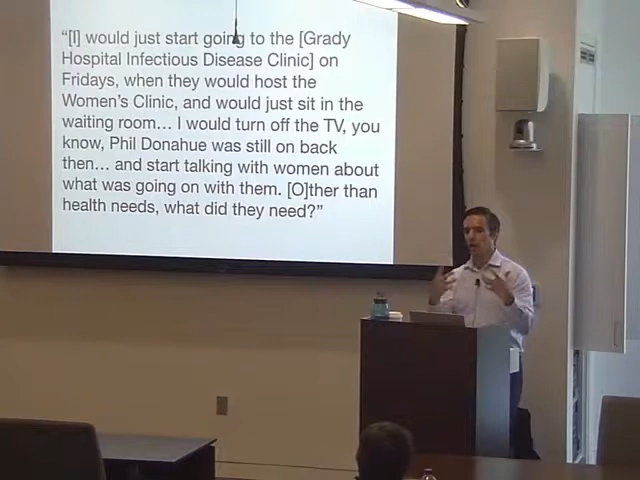 “[I] would just start going to the [Grady
Hospital Infectious Disease Clinic] on
Fridays, when they would host the
Women’s Clinic, and would just sit in the
waiting room… I would turn off the TV, you
know, Phil Donahue was still on back
then… and start talking with women about
what was going on with them. [O]ther than
health needs, what did they need?”